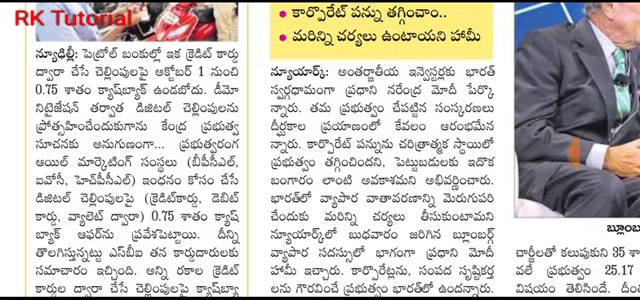 RK Tutorial
న్యూఢిల్లీ: పెట్రోల్ బంకుల్లో ఇక క్రెడిట్ కార్డు
ద్వారా చేసే చెల్లింపులపై అక్టోబర్ 1 నుంచి
0.75 శాతం క్యాష్‌బ్యాక్ ఉండబోదు. డీమో
నిటైజేషన్ తర్వాత డిజిటల్ చెల్లింపులను
ప్రోత్సహించేందుకుగాను కేంద్ర ప్రభుత్వ
సూచనకు అనుగుణంగా... ప్రభుత్వరంగ
ఆయిల్ మార్కెటింగ్ సంస్థలు (బీపీసీఎల్,
ఐవోసీ, హెచ్‌పీసీఎల్) ఇంధనం కోసం చేసే
డిజిటల్ చెల్లింపులపై (క్రెడిట్‌కార్డు, డెబిట్
కార్డు, వ్యాలెట్ ద్వారా) 0.75 శాతం క్యాష్
బ్యాక్ ఆఫర్‌ను ప్రవేశపెట్టాయి. దీన్ని
తొలగిస్తున్నట్టు ఎస్‌బీఐ తన కార్డుదారులకు
సమాచారం ఇచ్చింది. అన్ని రకాల క్రెడిట్
కార్డుల ద్వారా చేసే చెల్లింపులపై క్యాష్‌బ్యా
• కార్పొరేట్ పన్ను తగ్గించాం..
• మరిన్ని చర్యలు ఉంటాయని హామీ
న్యూయార్క్: అంతర్జాతీయ ఇన్వెస్టర్లకు భారత్
స్వర్గధామంగా ప్రధాని నరేంద్ర మోదీ పేర్కొ
న్నారు. తమ ప్రభుత్వం చేపట్టిన సంస్కరణలు
దీర్ఘకాల ప్రయాణంలో కేవలం ఆరంభమేన
న్నారు. కార్పొరేట్ పన్నును చరిత్రాత్మక స్థాయిలో
ప్రభుత్వం తగ్గించిందని, పెట్టుబడులకు ఇదొక
బంగారం లాంటి అవకాశమని అభివర్ణించారు.
భారత్‌లో వ్యాపార వాతావరణాన్ని మెరుగుపరి
చేందుకు మరిన్ని చర్యలు తీసుకుంటామని
న్యూయార్క్‌లో బుధవారం జరిగిన బ్లూంబర్గ్
వ్యాపార సదస్సులో భాగంగా ప్రధాని మోదీ
హామీ ఇచ్చారు. కార్పొరేట్లను, సంపద సృష్టికర్త
లను గౌరవించే ప్రభుత్వం భారత్‌లో ఉందన్నారు.
బ్లూంబ
చార్జీలతో కలుపుకుని 35 శా
వలే ప్రభుత్వం 25.17
విషయం తెలిసిందే. దీం